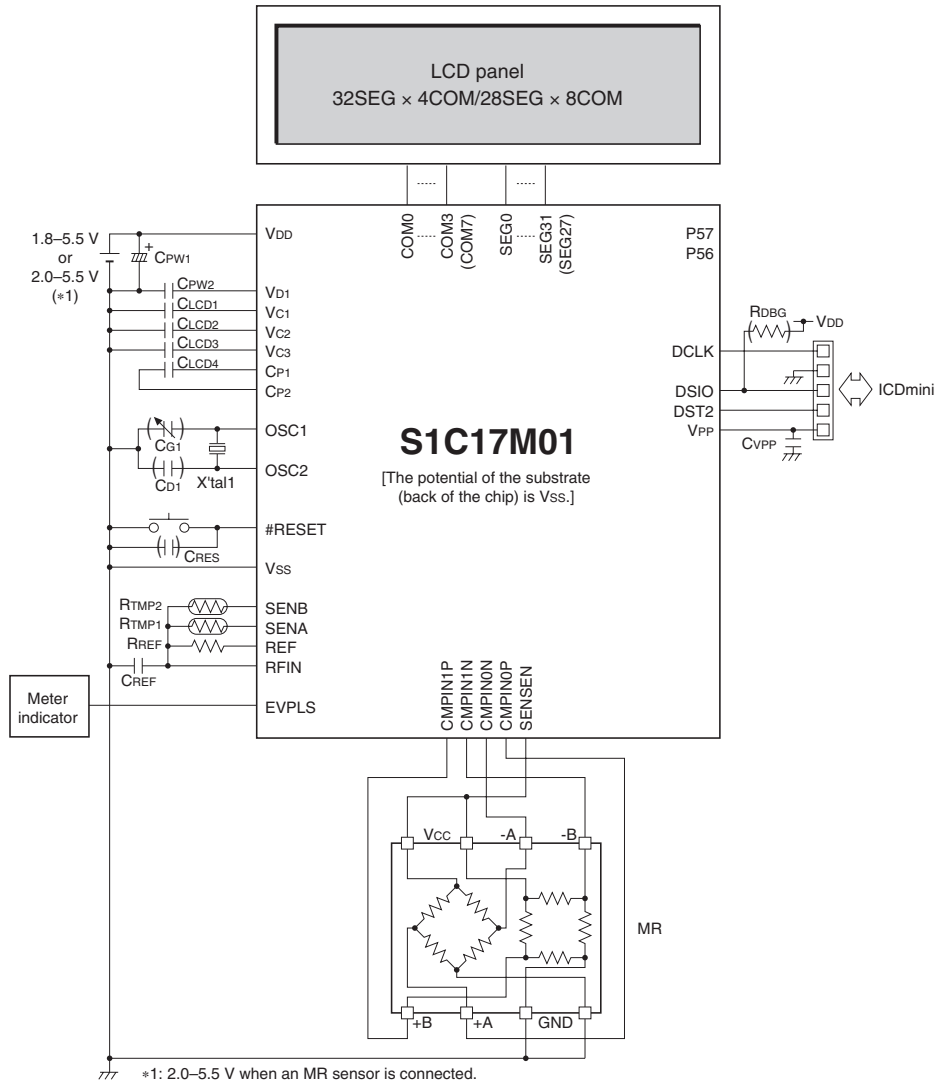 LCD panel
32SEG × 4COM/28SEG × 8COM
COM0
COM3
(COM7)
SEG0
SEG31
(SEG27)
1.8–5.5 V
or
2.0–5.5 V
(*1)
+
CPW1
CPW2
CLCD1
CLCD2
CLCD3
CLCD4
VDD
VD1
VC1
VC2
VC3
CP1
CP2
P57
P56
RDBG
VDD
DCLK
DSIO
DST2
VPP
CVPP
ICDmini
CG1
CD1
X'tal1
OSC1
OSC2
S1C17M01
[The potential of the substrate
(back of the chip) is VSS.]
#RESET
CRES
VSS
RTMP2
RTMP1
RREF
CREF
SENB
SENA
REF
RFIN
Meter
indicator
EVPLS
CMPIN1P
CMPIN1N
CMPIN0N
CMPIN0P
SENSEN
VCC
-A
-B
MR
+B
+A
GND
*1: 2.0–5.5 V when an MR sensor is connected.